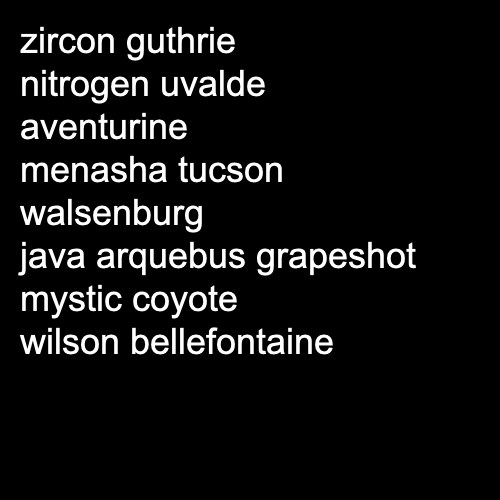 zircon guthrie
nitrogen uvalde
aventurine
menasha tucson
walsenburg
java arquebus grapeshot
mystic coyote
wilson bellefontaine